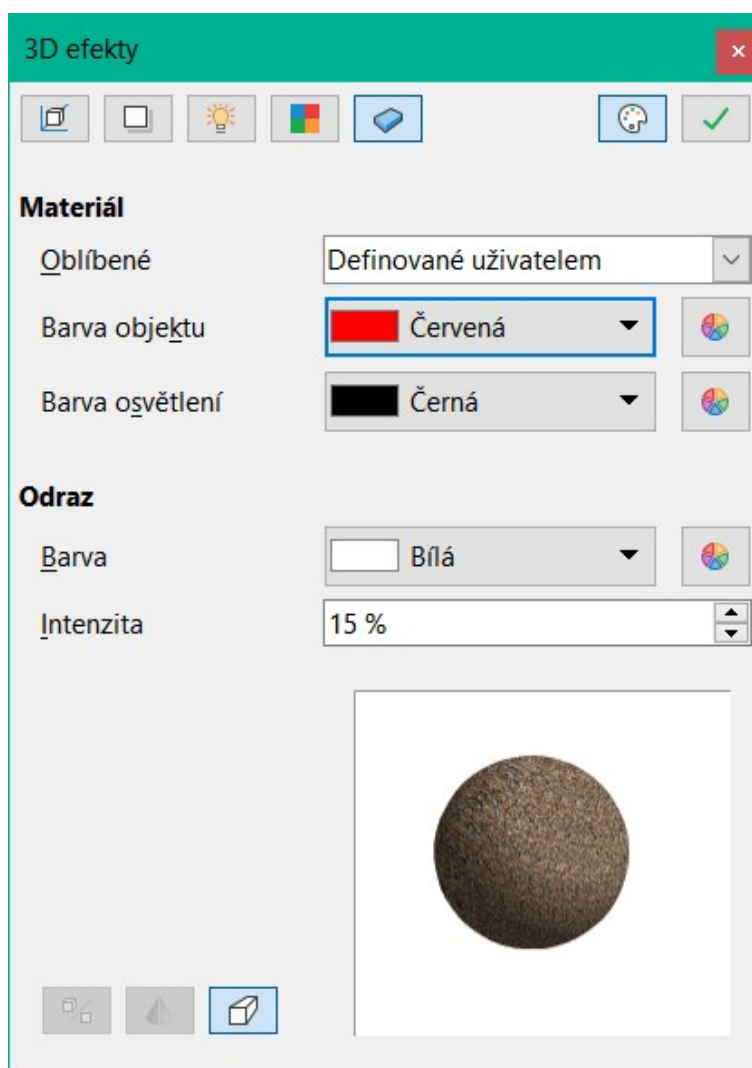 3D efekty
Materiál
Oblíbené Definované uživatelem
Barva objektu Červená
Barva osvětlení Černá
Odraz
Barva Bílá
Intenzita 15 %